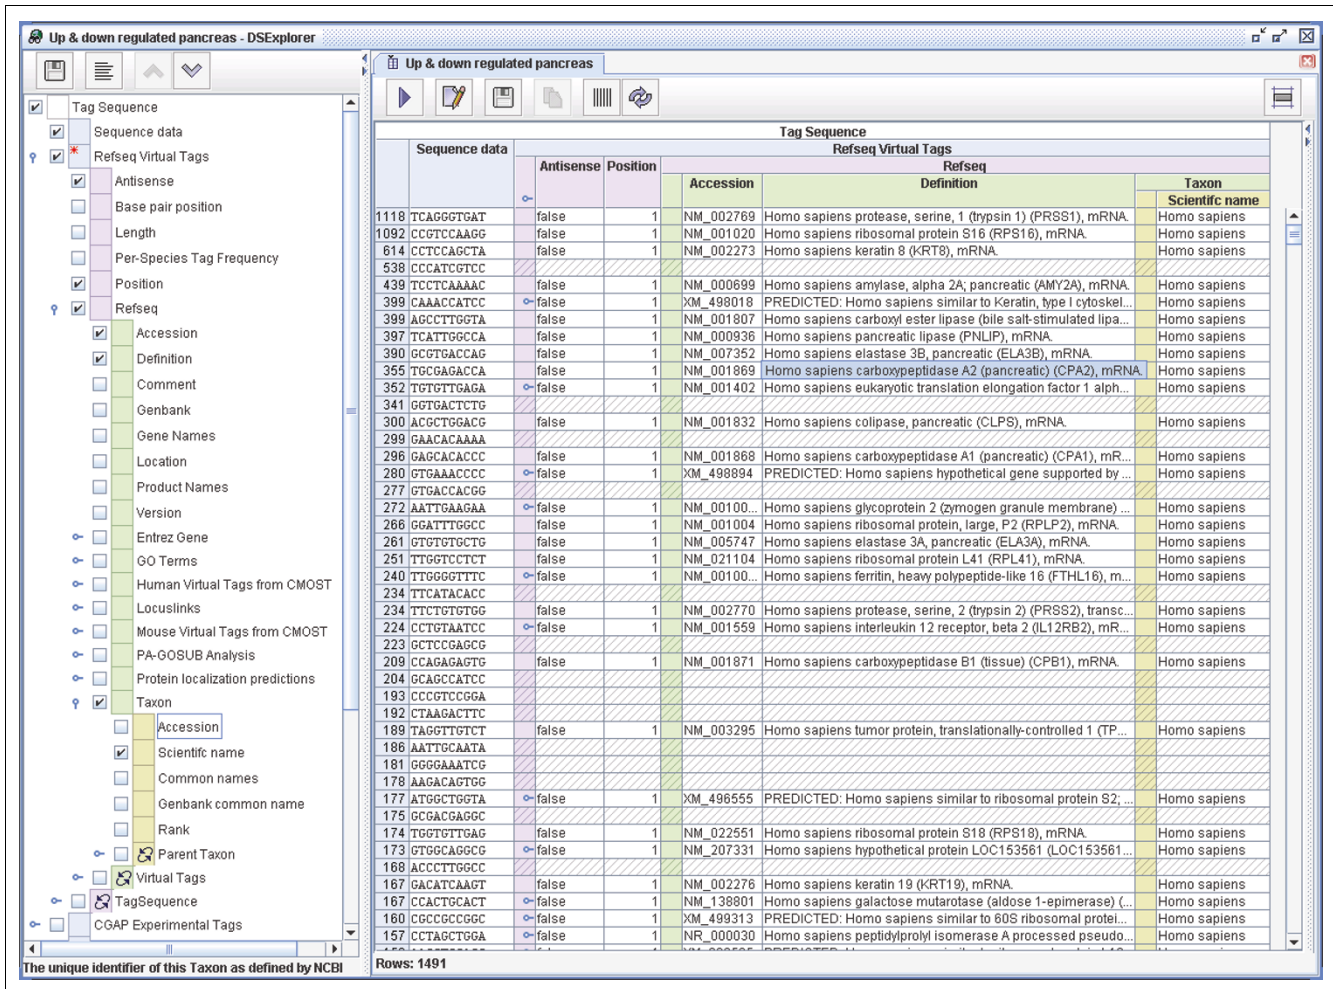 Up & down regulated pancreas - DSExplorer
Tag Sequence
Sequence data
Refseq Virtual Tags
Antisense
Base pair position
Length
Per-Species Tag Frequency
Position
Refseq
Accession
Definition
Comment
Genbank
Gene Names
Location
Product Names
Version
Entrez Gene
GO Terms
Human Virtual Tags from CMOST
Locuslinks
Mouse Virtual Tags from CMOST
PA-GOSUB Analysis
Protein localization predictions
Taxon
Accession
Scientifc name
Common names
Genbank common name
Rank
Parent Taxon
Virtual Tags
TagSequence
CGAP Experimental Tags
The unique identifier of this Taxon as defined by NCBI
Up & down regulated pancreas
Tag Sequence
Sequence data Refseq Virtual Tags
Antisense Position Refseq
Accession Definition Taxon
Scientifc name
1118 TCAGGGTGAT false 1 NM_002769 Homo sapiens protease, serine, 1 (trypsin 1) (PRSS1), mRNA. Homo sapiens
1092 CCGTCCAAGG false 1 NM_001020 Homo sapiens ribosomal protein S16 (RPS16), mRNA. Homo sapiens
614 CCTCCAGCTA false 1 NM_002273 Homo sapiens keratin 8 (KRT8), mRNA. Homo sapiens
538 CCCATCGTCC
439 TCCTCAAAAC false 1 NM_000699 Homo sapiens amylase, alpha 2A; pancreatic (AMY2A), mRNA. Homo sapiens
399 CAAACCATCC false 1 XM_498018 PREDICTED: Homo sapiens similar to Keratin, type I cytoskel... Homo sapiens
399 AGCCTTGGTA false 1 NM_001807 Homo sapiens carboxyl ester lipase (bile salt-stimulated lipa... Homo sapiens
397 TCATTGGCCA false 1 NM_000936 Homo sapiens pancreatic lipase (PNLIP), mRNA. Homo sapiens
390 GCGTGACCAG false 1 NM_007352 Homo sapiens elastase 3B, pancreatic (ELA3B), mRNA. Homo sapiens
355 TGCGAGACCA false 1 NM_001869 Homo sapiens carboxypeptidase A2 (pancreatic) (CPA2), mRNA. Homo sapiens
352 TGTGTTGAGA false 1 NM_001402 Homo sapiens eukaryotic translation elongation factor 1 alph... Homo sapiens
341 GGTGACTCTG
300 ACGCTGGACG false 1 NM_001832 Homo sapiens colipase, pancreatic (CLPS), mRNA. Homo sapiens
299 GAACACAAAA
296 GAGCACACCC false 1 NM_001868 Homo sapiens carboxypeptidase A1 (pancreatic) (CPA1), mR... Homo sapiens
280 GTGAAACCCC false 1 XM_498894 PREDICTED: Homo sapiens hypothetical gene supported by ... Homo sapiens
277 GTGACCACGG
272 AATTGAAGAA false 1 NM_00100... Homo sapiens glycoprotein 2 (zymogen granule membrane) ... Homo sapiens
266 GGATTTGGCC false 1 NM_001004 Homo sapiens ribosomal protein, large, P2 (RPLP2), mRNA. Homo sapiens
261 GTGTGTGCTG false 1 NM_005747 Homo sapiens elastase 3A, pancreatic (ELA3A), mRNA. Homo sapiens
251 TTGGTCCTCT false 1 NM_021104 Homo sapiens ribosomal protein L41 (RPL41), mRNA. Homo sapiens
240 TTGGGGTTTC false 1 NM_00100... Homo sapiens ferritin, heavy polypeptide-like 16 (FTHL16), m... Homo sapiens
234 TTCATACACC
234 TTCTGTGTGG false 1 NM_002770 Homo sapiens protease, serine, 2 (trypsin 2) (PRSS2), transc... Homo sapiens
224 CCTGTAATCC false 1 NM_001559 Homo sapiens interleukin 12 receptor, beta 2 (IL12RB2), mR... Homo sapiens
223 GCTCCGAGCG
209 CCAGAGAGTG false 1 NM_001871 Homo sapiens carboxypeptidase B1 (tissue) (CPB1), mRNA. Homo sapiens
204 GCAGCCATCC
193 CCCGTCCGGA
192 CTAAGACTTC
189 TAGGTTGTCT false 1 NM_003295 Homo sapiens tumor protein, translationally-controlled 1 (TP... Homo sapiens
186 AATTGCAATA
181 GGGGAAATCG
178 AAGACAGTGG
177 ATGGCTGGTA false 1 XM_496555 PREDICTED: Homo sapiens similar to ribosomal protein S2; ... Homo sapiens
175 GCGACGAGGC
174 TGGTGTTGAG false 1 NM_022551 Homo sapiens ribosomal protein S18 (RPS18), mRNA. Homo sapiens
173 GTGGCAGGCG false 1 NM_207331 Homo sapiens hypothetical protein LOC153561 (LOC153561... Homo sapiens
168 ACCCTTGGCC
167 GACATCAAGT false 1 NM_002276 Homo sapiens keratin 19 (KRT19), mRNA. Homo sapiens
167 CCACTGCACT false 1 NM_138801 Homo sapiens galactose mutarotase (aldose 1-epimerase) (... Homo sapiens
160 CGCCGCCGGC false 1 XM_499313 PREDICTED: Homo sapiens similar to 60S ribosomal protei... Homo sapiens
157 CCTAGCTGGA false 1 NR_000030 Homo sapiens peptidylprolyl isomerase A processed pseudo... Homo sapiens
Rows: 1491